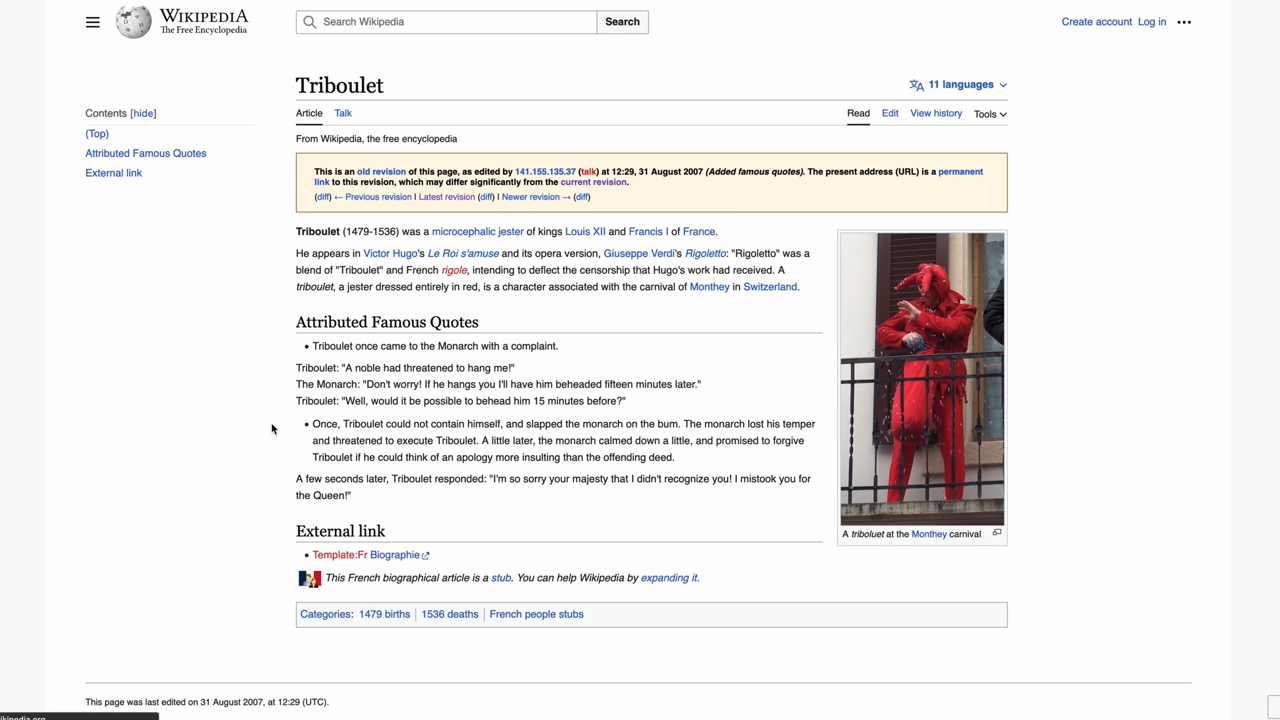 WIKIPEDIA
The Free Encyclopedia
Search Wikipedia
Search
Create account Log in
Triboulet
11 languages
Contents [hide]
(Top)
Attributed Famous Quotes
External link
Article Talk
Read Edit View history Tools
From Wikipedia, the free encyclopedia
This is an old revision of this page, as edited by 141.155.135.37 (talk) at 12:29, 31 August 2007 (Added famous quotes). The present address (URL) is a permanent
link to this revision, which may differ significantly from the current revision.
(diff) ← Previous revision | Latest revision (diff) | Newer revision → (diff)
Triboulet (1479-1536) was a microcephalic jester of kings Louis XII and Francis I of France.
He appears in Victor Hugo's Le Roi s'amuse and its opera version, Giuseppe Verdi's Rigoletto: "Rigoletto" was a
blend of "Triboulet" and French rigole, intending to deflect the censorship that Hugo's work had received. A
triboulet, a jester dressed entirely in red, is a character associated with the carnival of Monthey in Switzerland.
Attributed Famous Quotes
• Triboulet once came to the Monarch with a complaint.
Triboulet: "A noble had threatened to hang me!"
The Monarch: "Don't worry! If he hangs you I'll have him beheaded fifteen minutes later."
Triboulet: "Well, would it be possible to behead him 15 minutes before?"
• Once, Triboulet could not contain himself, and slapped the monarch on the bum. The monarch lost his temper
and threatened to execute Triboulet. A little later, the monarch calmed down a little, and promised to forgive
Triboulet if he could think of an apology more insulting than the offending deed.
A few seconds later, Triboulet responded: "I'm so sorry your majesty that I didn't recognize you! I mistook you for
the Queen!"
A triboluet at the Monthey carnival
External link
• Template:Fr Biographie
This French biographical article is a stub. You can help Wikipedia by expanding it.
Categories: 1479 births | 1536 deaths | French people stubs
This page was last edited on 31 August 2007, at 12:29 (UTC).